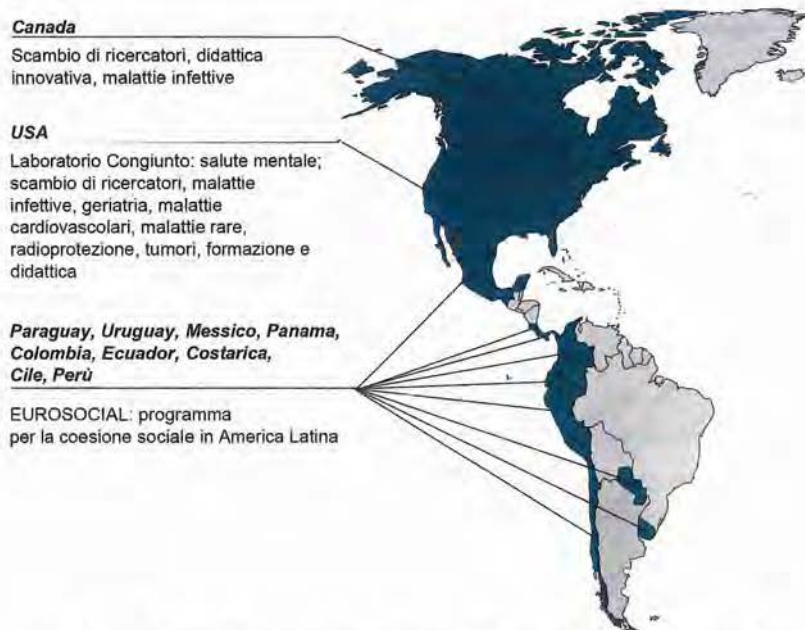 Canada
Scambio di ricercatori, didattica
innovativa, malattie infettive
USA
Laboratorio Congiunto: salute mentale;
scambio di ricercatori, malattie
infettive, geriatria, malattie
cardiovascolari, malattie rare,
radioprotezione, tumori, formazione e
didattica
Paraguay, Uruguay, Messico, Panama,
Colombia, Ecuador, Costarica,
Cile, Perù
EUROSOCIAL: programma
per la coesione sociale in America Latina